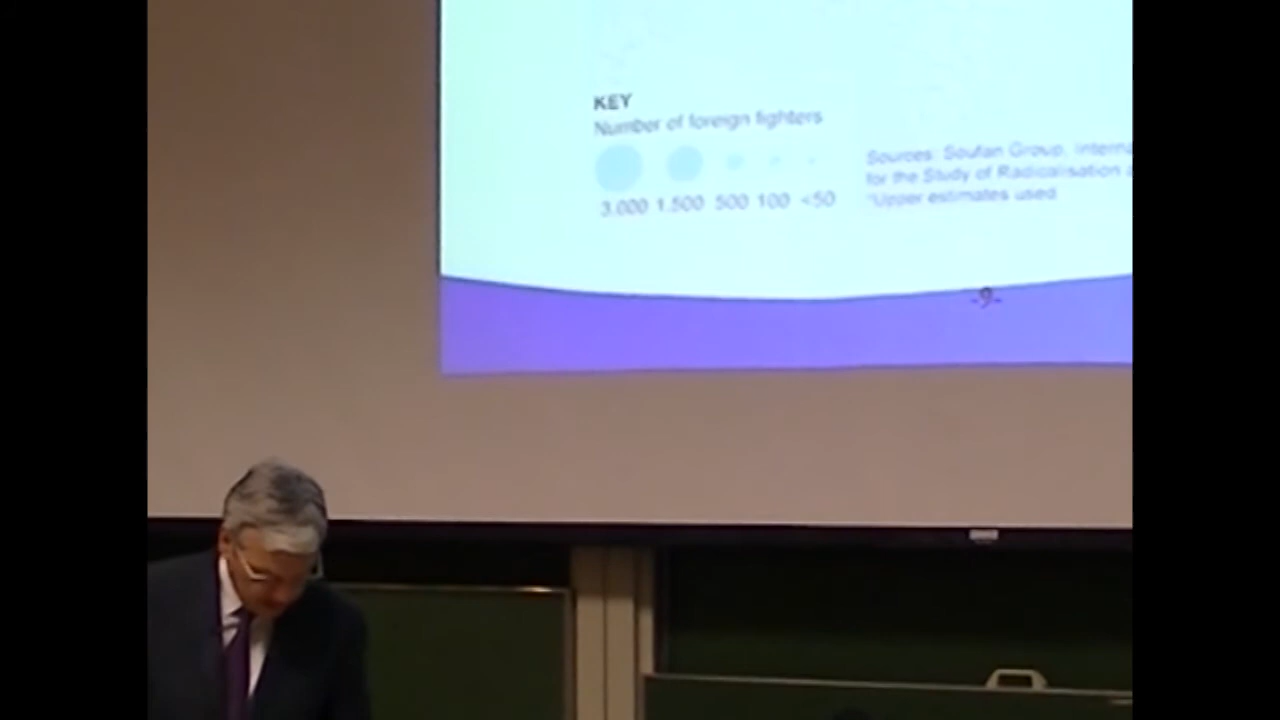 KEY
Number of foreign fighters
3,000 1,500 500 100 <50
Sources: Soufan Group, Interna
for the Study of Radicalisation a
*Upper estimates used
9